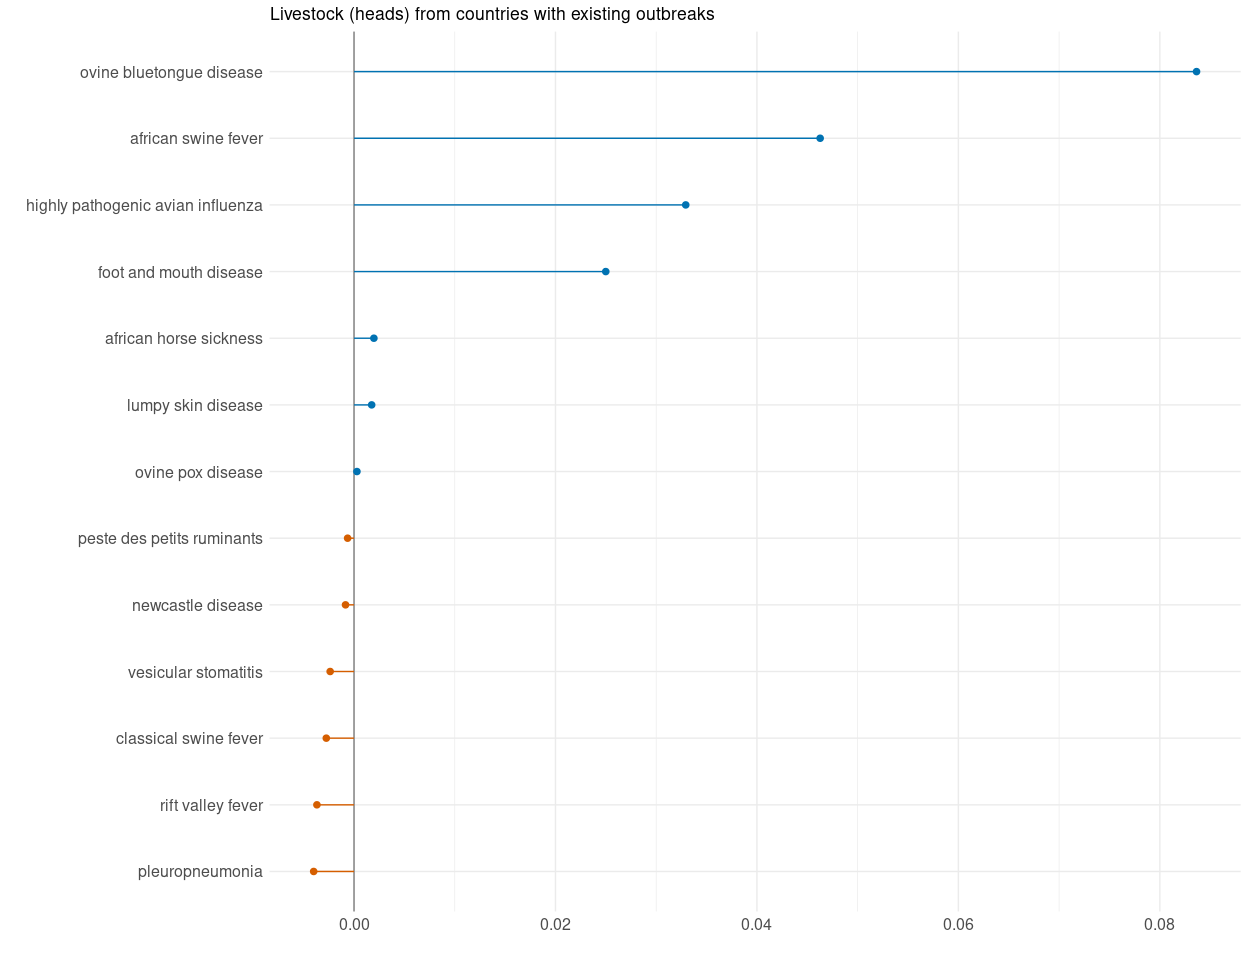 Livestock (heads) from countries with existing outbreaks
ovine bluetongue disease
african swine fever
highly pathogenic avian influenza
foot and mouth disease
african horse sickness
lumpy skin disease
ovine pox disease
peste des petits ruminants
newcastle disease
vesicular stomatitis
classical swine fever
rift valley fever
pleuropneumonia
0.00 0.02 0.04 0.06 0.08